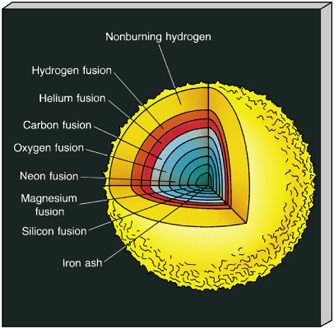 Nonburning hydrogen
Hydrogen fusion
Helium fusion
Carbon fusion
Oxygen fusion
Neon fusion
Magnesium
fusion
Silicon fusion
Iron ash